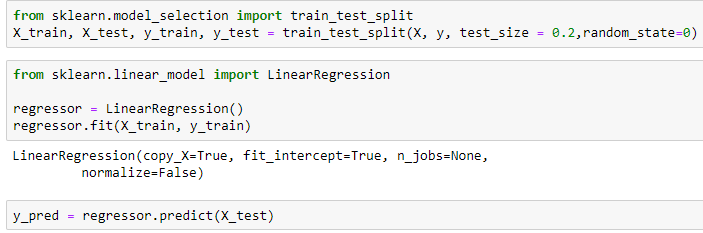 from sklearn.model_selection import train_test_split
X_train, X_test, y_train, y_test = train_test_split(X, y, test_size = 0.2,random_state=0)
from sklearn.linear_model import LinearRegression
regressor = LinearRegression()
regressor.fit(X_train, y_train)
LinearRegression(copy_X=True, fit_intercept=True, n_jobs=None,
normalize=False)
y_pred = regressor.predict(X_test)